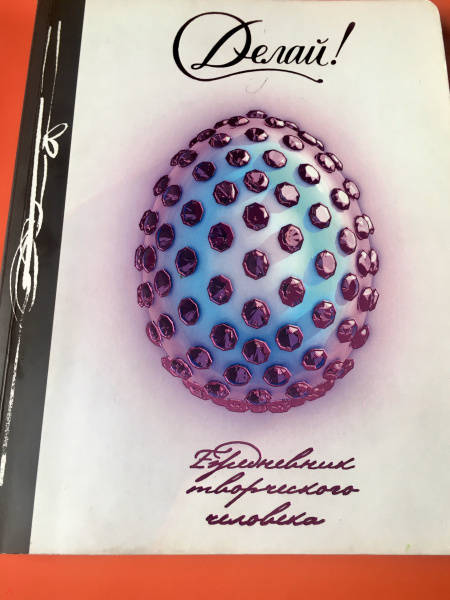 Делай!
Ежедневник
творческого
человека